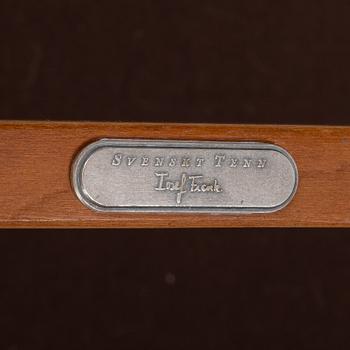 SVENSKT TENN
Josef Frank